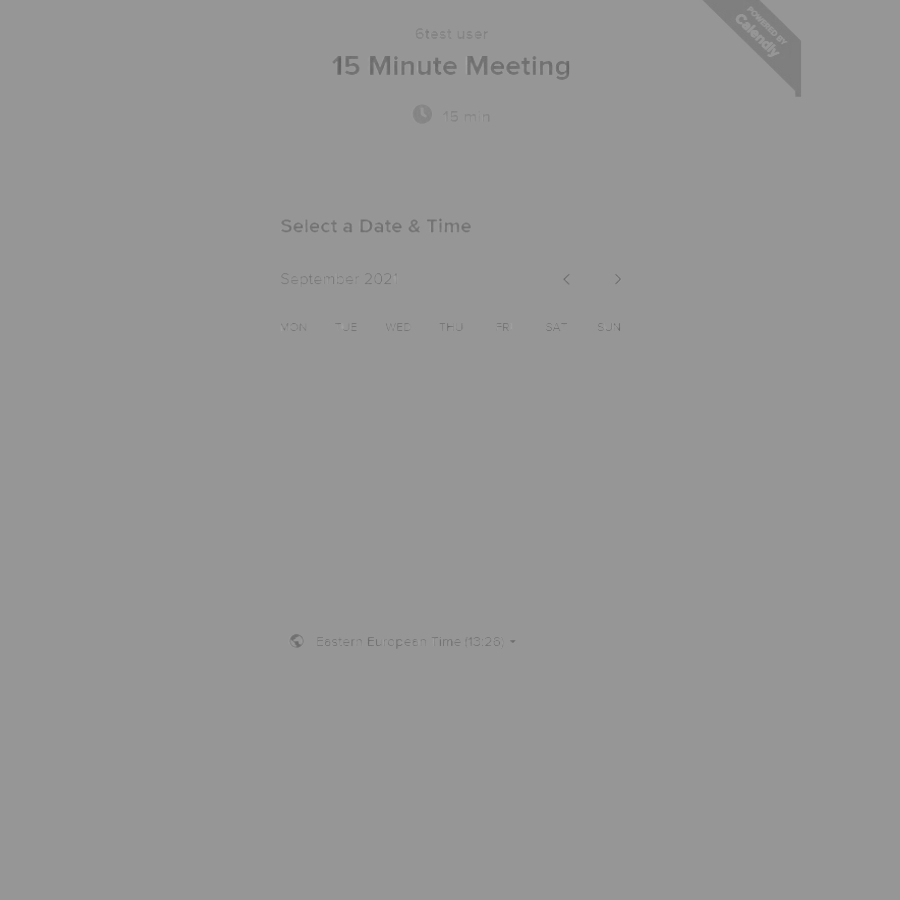 6test user
POWERED BY
Calendly
15 Minute Meeting
15 min
Select a Date & Time
September 2021
MON TUE WED THU FRI SAT SUN
Eastern European Time (13:26)